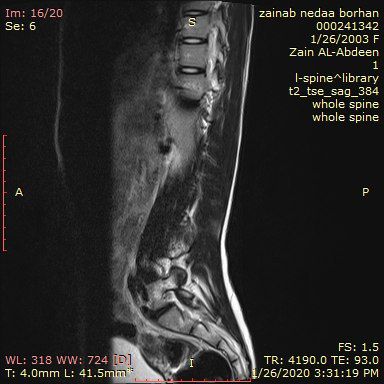 Im: 16/20
Se: 6
S
zainab nedaa borhan
000241342
1/26/2003 F
Zain AL-Abdeen
1
l-spine^library
t2_tse_sag_384
whole spine
whole spine
A
P
WL: 318 WW: 724 [D]
T: 4.0mm L: 41.5mm
I
FS: 1.5
TR: 4190.0 TE: 93.0
1/26/2020 3:31:19 PM